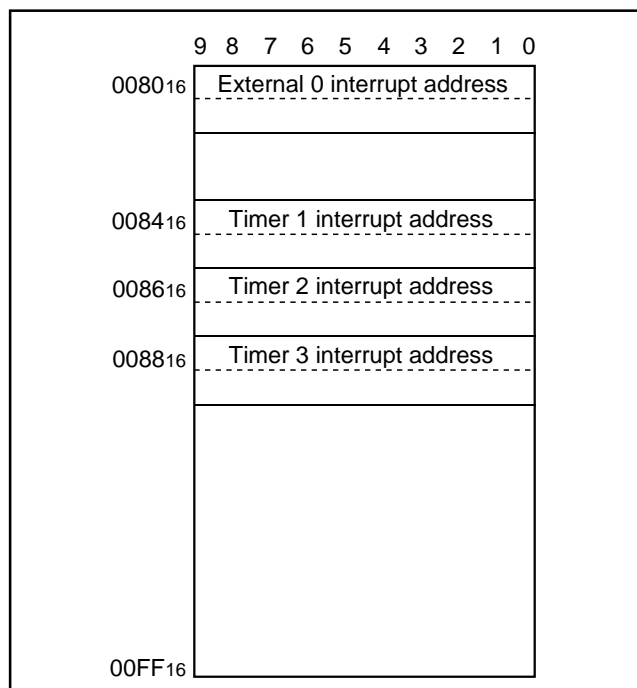 9 8 7 6 5 4 3 2 1 0
0080₁₆ External 0 interrupt address
0084₁₆ Timer 1 interrupt address
0086₁₆ Timer 2 interrupt address
0088₁₆ Timer 3 interrupt address
00FF₁₆